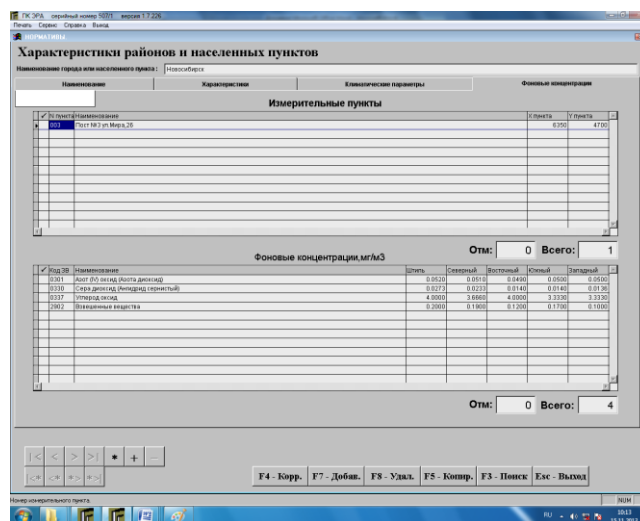 ПК ЭРА серийный номер 507/1 версия 1.7.226
Печать Сервис Справка Выход
НОРМАТИВЫ
Характеристики районов и населенных пунктов
Наименование города или населенного пункта : Новосибирск
Наименование Характеристики Климатические параметры Фоновые концентрации
Измерительные пункты
✓ N пункта Наименование X пункта Y пункта
003 Пост №3 ул.Мира,26 6350 4700
Отм: 0 Всего: 1
Фоновые концентрации,мг/м3
✓ Код ЗВ Наименование Штиль Северный Восточный Южный Западный
0301 Азот (IV) оксид (Азота диоксид) 0.0520 0.0510 0.0490 0.0500 0.0500
0330 Сера диоксид (Ангидрид сернистый) 0.0273 0.0233 0.0140 0.0140 0.0136
0337 Углерод оксид 4.0000 3.6660 4.0000 3.3330 3.3330
2902 Взвешенные вещества 0.2000 0.1900 0.1200 0.1700 0.1000
Отм: 0 Всего: 4
|< < > >| * + −
|<* <* *> *>|
F4 - Корр. F7 - Добав. F8 - Удал. F5 - Копир. F3 - Поиск Esc - Выход
Номер измерительного пункта. NUM
RU 10:13